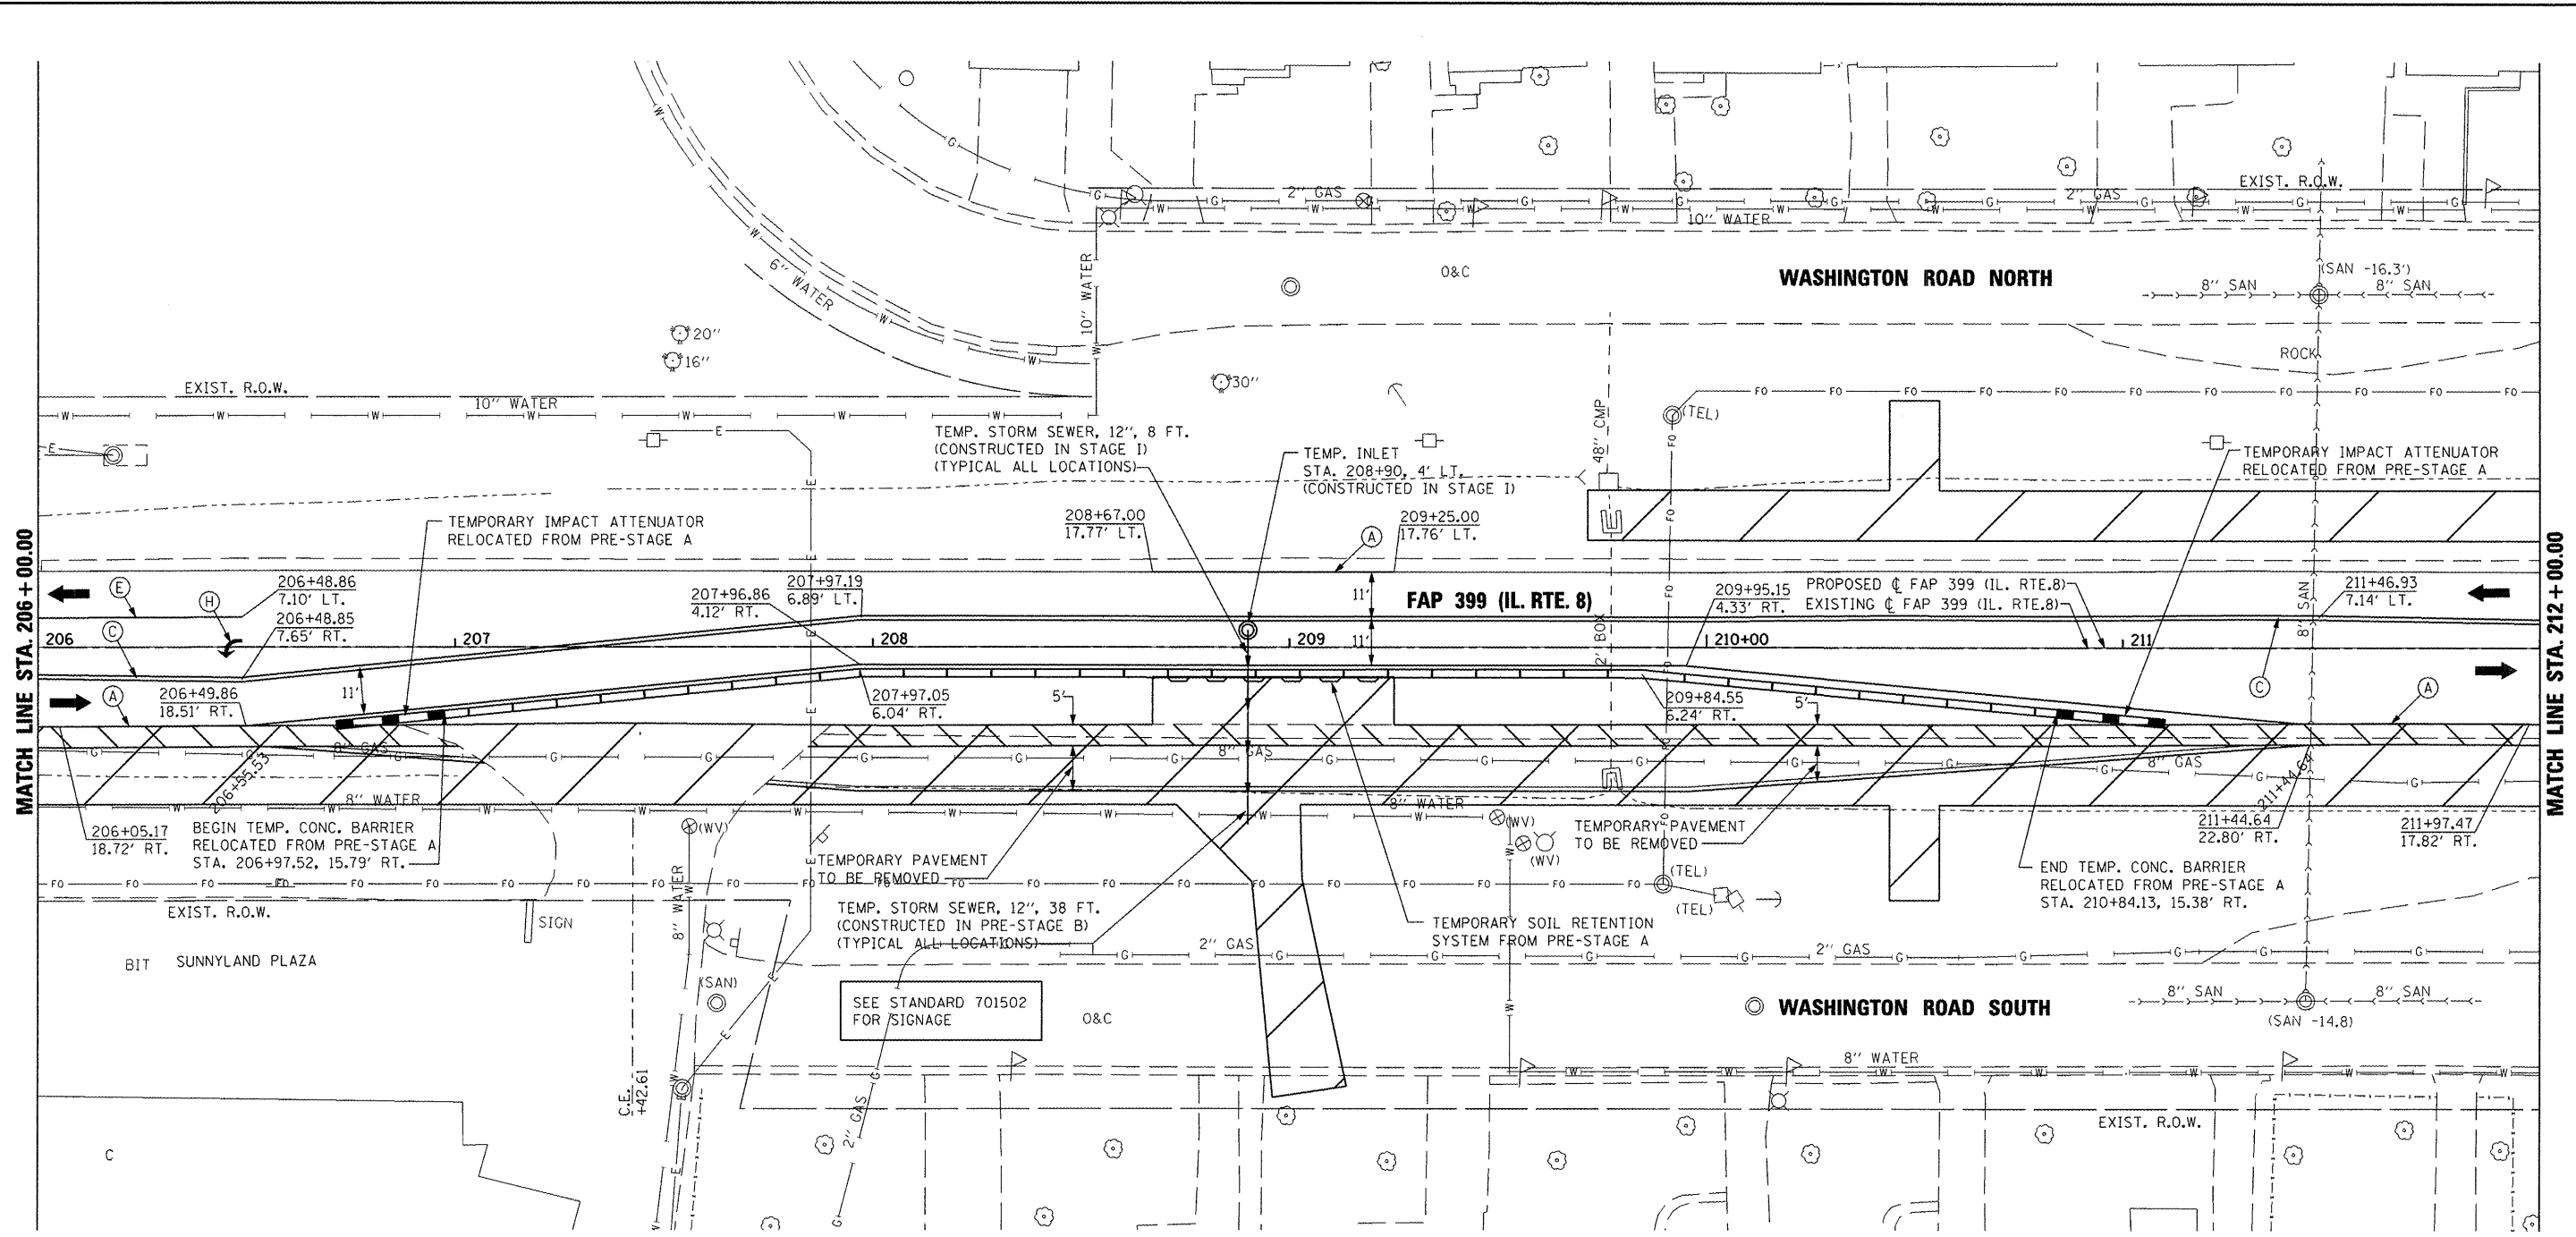 2" GAS
2" GAS
EXIST. R.O.W.
10" WATER
6" WATER
10" WATER
O&C
WASHINGTON ROAD NORTH
(SAN -16.3')
8" SAN
8" SAN
20"
16"
30"
ROCK
EXIST. R.O.W.
10" WATER
48" CMP
(TEL)
TEMP. STORM SEWER, 12", 8 FT.
(CONSTRUCTED IN STAGE I)
(TYPICAL ALL LOCATIONS)
TEMP. INLET
STA. 208+90, 4' LT.
(CONSTRUCTED IN STAGE I)
TEMPORARY IMPACT ATTENUATOR
RELOCATED FROM PRE-STAGE A
TEMPORARY IMPACT ATTENUATOR
RELOCATED FROM PRE-STAGE A
208+67.00
17.77' LT.
209+25.00
17.76' LT.
A
MATCH LINE STA. 206+00.00
MATCH LINE STA. 212+00.00
E
H
C
A
206+48.86
7.10' LT.
206+48.85
7.65' RT.
207+96.86
4.12' RT.
207+97.19
6.89' LT.
11'
FAP 399 (IL. RTE. 8)
209+95.15
4.33' RT.
PROPOSED ℄ FAP 399 (IL. RTE.8)
EXISTING ℄ FAP 399 (IL. RTE.8)
211+46.93
7.14' LT.
8" SAN
206
207
208
209
11'
210+00
211
2' BOX
11'
206+49.86
18.51' RT.
207+97.05
6.04' RT.
5'
209+84.55
6.24' RT.
5'
C
A
8" GAS
8" GAS
8" GAS
206+55.53
211+44.64
8" WATER
8" WATER
206+05.17
18.72' RT.
BEGIN TEMP. CONC. BARRIER
RELOCATED FROM PRE-STAGE A
STA. 206+97.52, 15.79' RT.
(WV)
(WV)
(WV)
TEMPORARY PAVEMENT
TO BE REMOVED
TEMPORARY PAVEMENT
TO BE REMOVED
211+44.64
22.80' RT.
211+97.47
17.82' RT.
END TEMP. CONC. BARRIER
RELOCATED FROM PRE-STAGE A
STA. 210+84.13, 15.38' RT.
(TEL)
(TEL)
EXIST. R.O.W.
SIGN
8" WATER
TEMP. STORM SEWER, 12", 38 FT.
(CONSTRUCTED IN PRE-STAGE B)
(TYPICAL ALL LOCATIONS)
TEMPORARY SOIL RETENTION
SYSTEM FROM PRE-STAGE A
2" GAS
2" GAS
BIT SUNNYLAND PLAZA
(SAN)
SEE STANDARD 701502
FOR SIGNAGE
O&C
WASHINGTON ROAD SOUTH
8" SAN
8" SAN
(SAN -14.8)
8" WATER
C.E.
+42.61
2" GAS
EXIST. R.O.W.
C